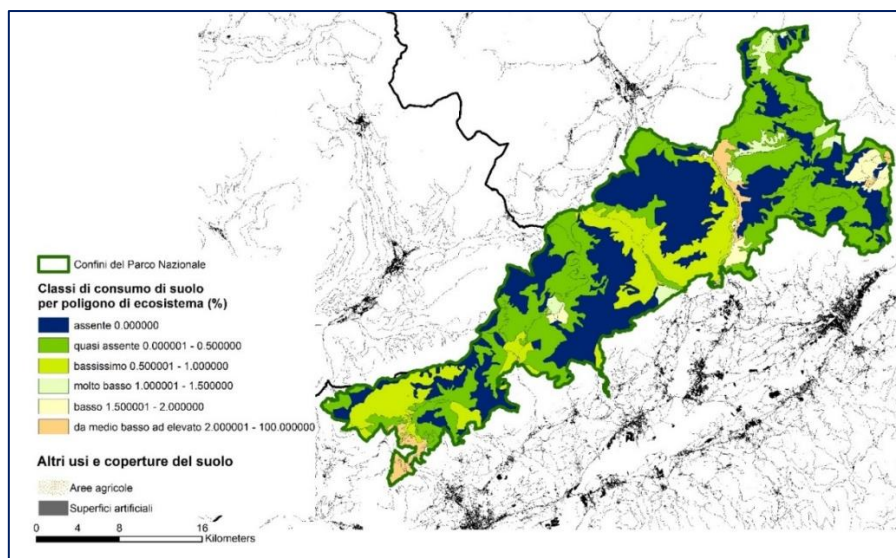 Confini del Parco Nazionale
Classi di consumo di suolo
per poligono di ecosistema (%)
assente 0.000000
quasi assente 0.000001 - 0.500000
bassissimo 0.500001 - 1.000000
molto basso 1.000001 - 1.500000
basso 1.500001 - 2.000000
da medio basso ad elevato 2.000001 - 100.000000
Altri usi e coperture del suolo
Aree agricole
Superfici artificiali
0 4 8 16
Kilometers